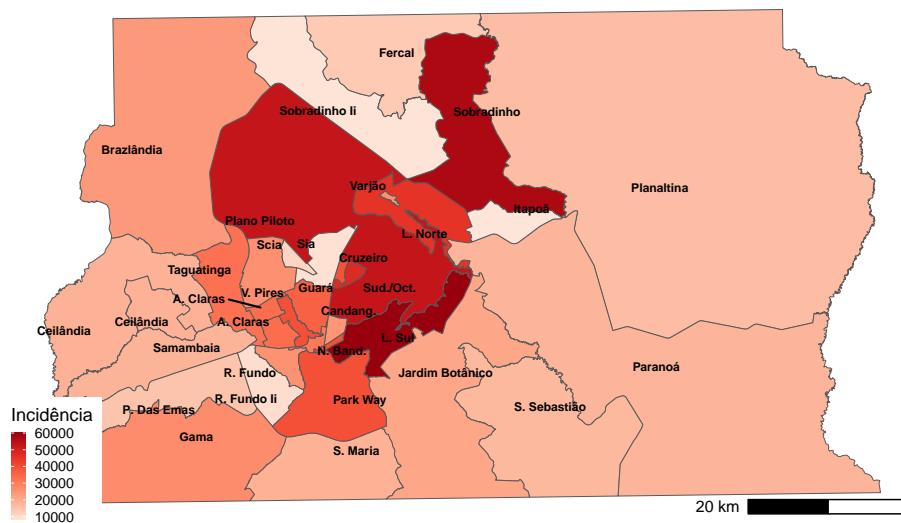 Fercal
Sobradinho Ii
Sobradinho
Brazlândia
Varjão
Planaltina
Itapoã
Plano Piloto
L. Norte
Scia
Sia
Cruzeiro
Taguatinga
V. Pires
Guará
Sud./Oct.
A. Claras
Candang.
Ceilândia
Ceilândia
A. Claras
L. Sul
Samambaia
N. Band.
Paranoá
R. Fundo
Jardim Botânico
R. Fundo Ii
Park Way
S. Sebastião
P. Das Emas
Gama
S. Maria
Incidência
60000
50000
40000
30000
20000
10000
20 km